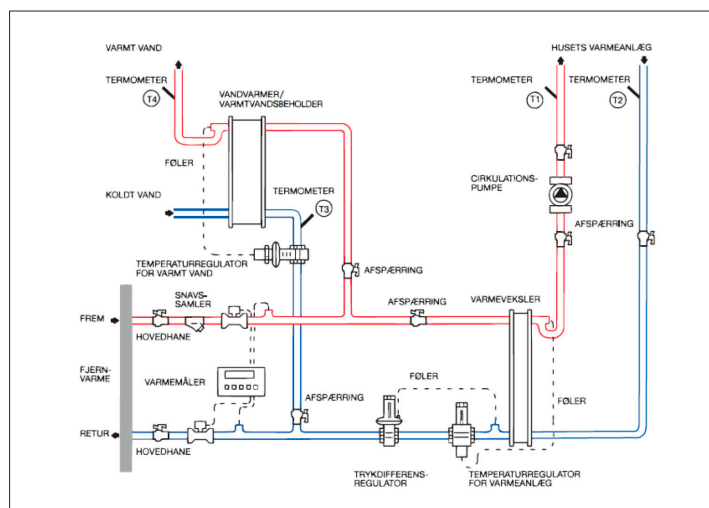 VARMT VAND
HUSETS VARMEANLÆG
TERMOMETER
T4
VANDVARMER/
VARMTVANDSBEHOLDER
TERMOMETER
T1
TERMOMETER
T2
FØLER
CIRKULATIONS-
PUMPE
KOLDT VAND
TERMOMETER
T3
AFSPÆRRING
TEMPERATURREGULATOR
FOR VARMT VAND
AFSPÆRRING
SNAVS-
SAMLER
AFSPÆRRING
VARMEVEKSLER
FREM
HOVEDHANE
FJERN-
VARME
VARMEMÅLER
AFSPÆRRING
FØLER
FØLER
RETUR
HOVEDHANE
TRYKDIFFERENS-
REGULATOR
TEMPERATURREGULATOR
FOR VARMEANLÆG